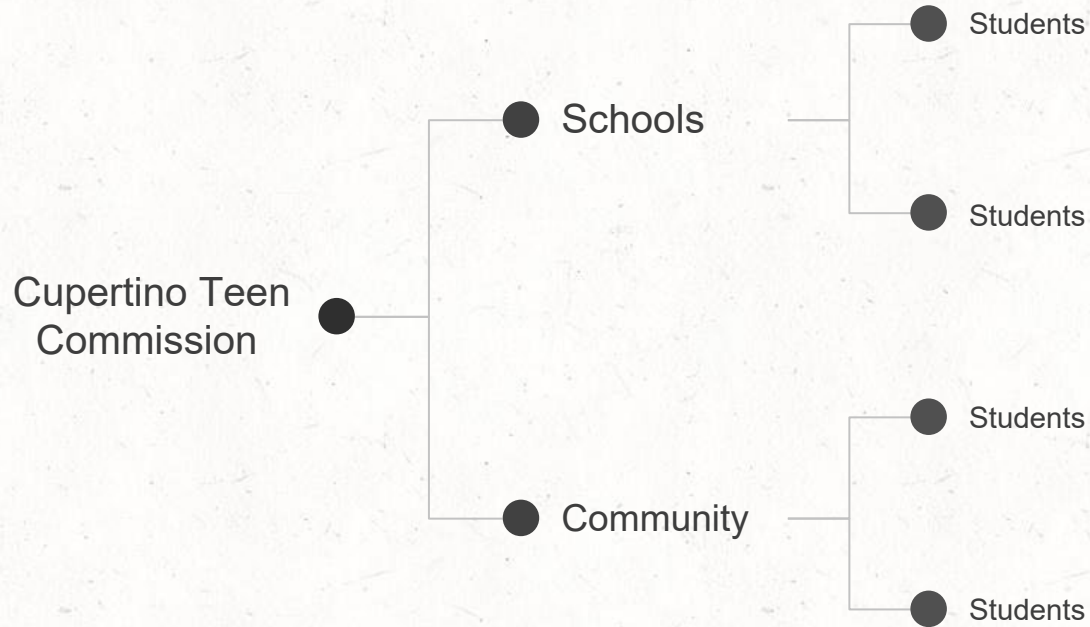 Students
Schools
Students
Cupertino Teen
Commission
Students
Community
Students